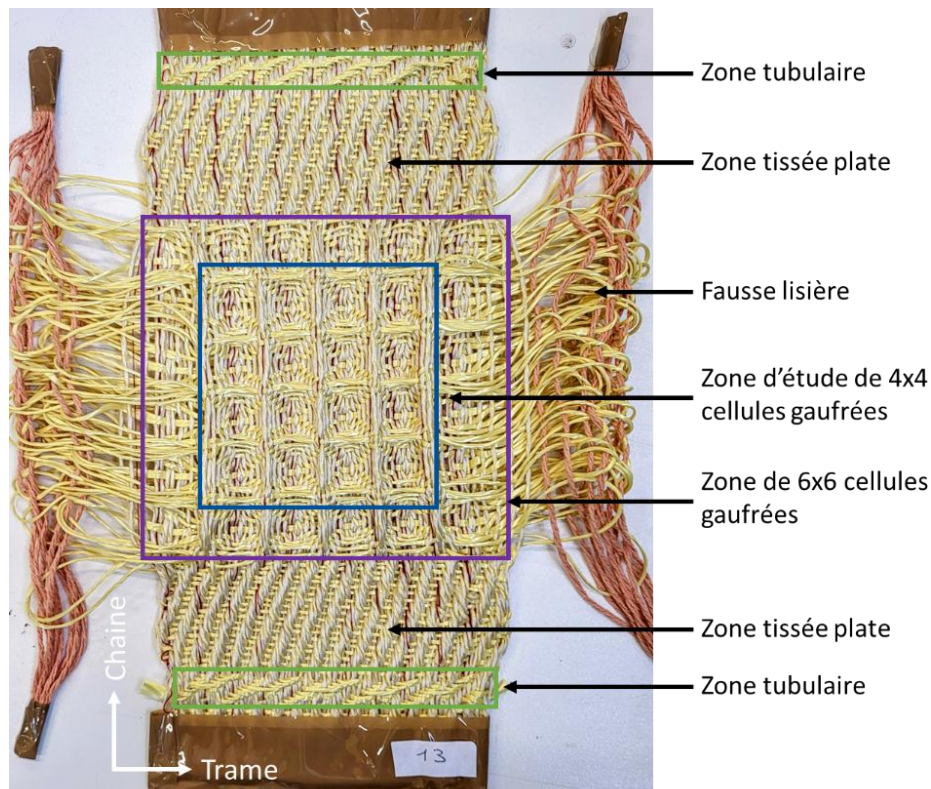 Zone tubulaire
Zone tissée plate
Fausse lisière
Zone d'étude de 4x4
cellules gaufrées
Zone de 6x6 cellules
gaufrées
Zone tissée plate
Zone tubulaire
Chaine
Trame
13